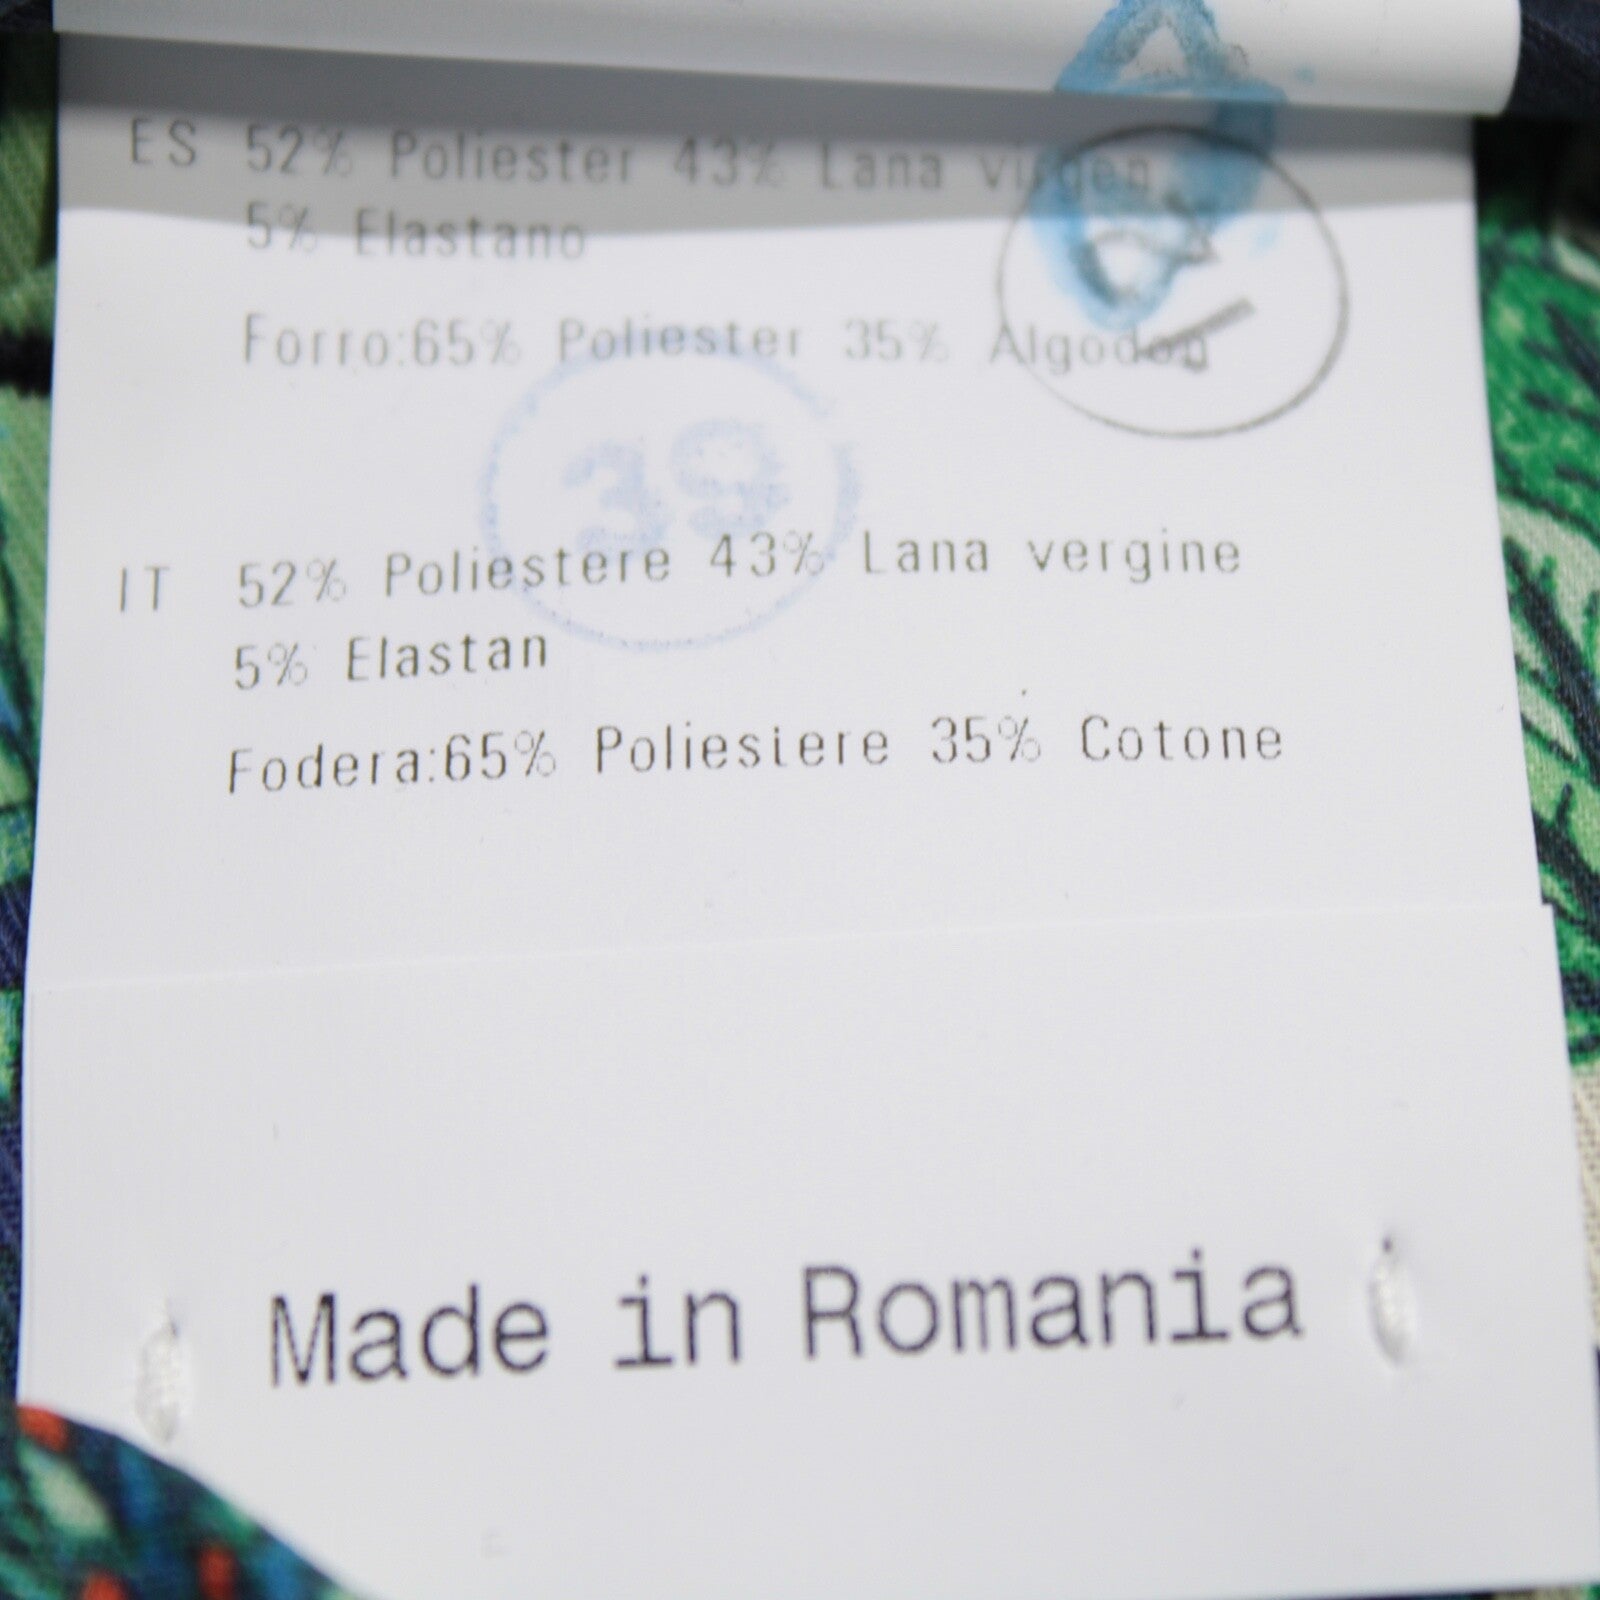 ES 52% Poliester 43% Lana virgen
5% Elastano
Forro:65% Poliester 35% Algodon
39
IT 52% Poliestere 43% Lana vergine
5% Elastan
Fodera:65% Poliestere 35% Cotone
Made in Romania